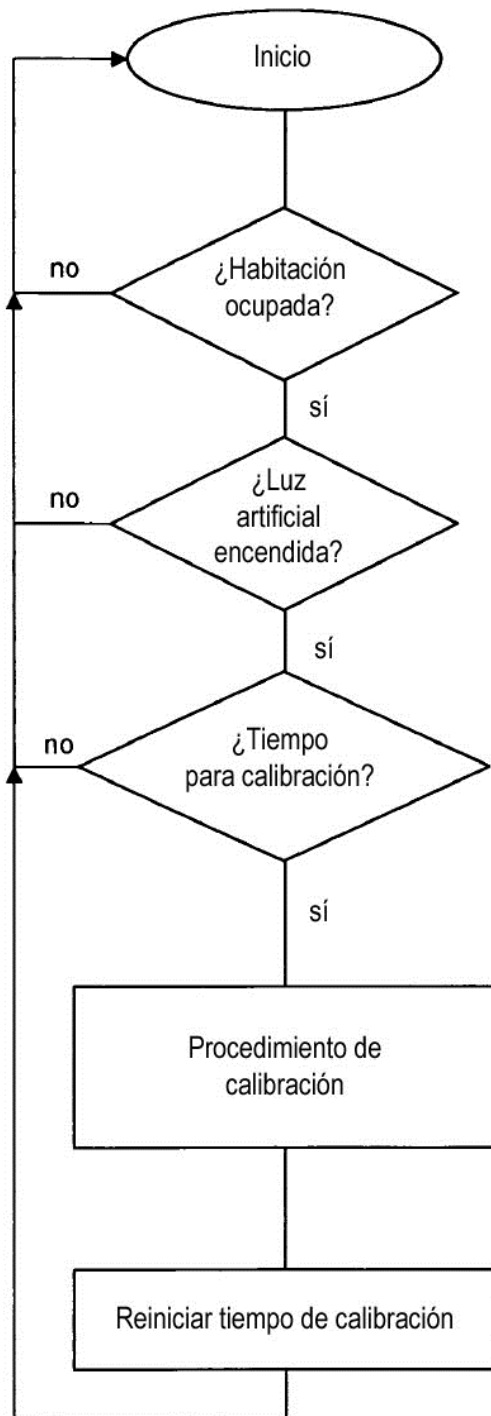 Inicio
¿Habitación
ocupada?
no
sí
¿Luz
artificial
encendida?
no
sí
¿Tiempo
para calibración?
no
sí
Procedimiento de
calibración
Reiniciar tiempo de calibración